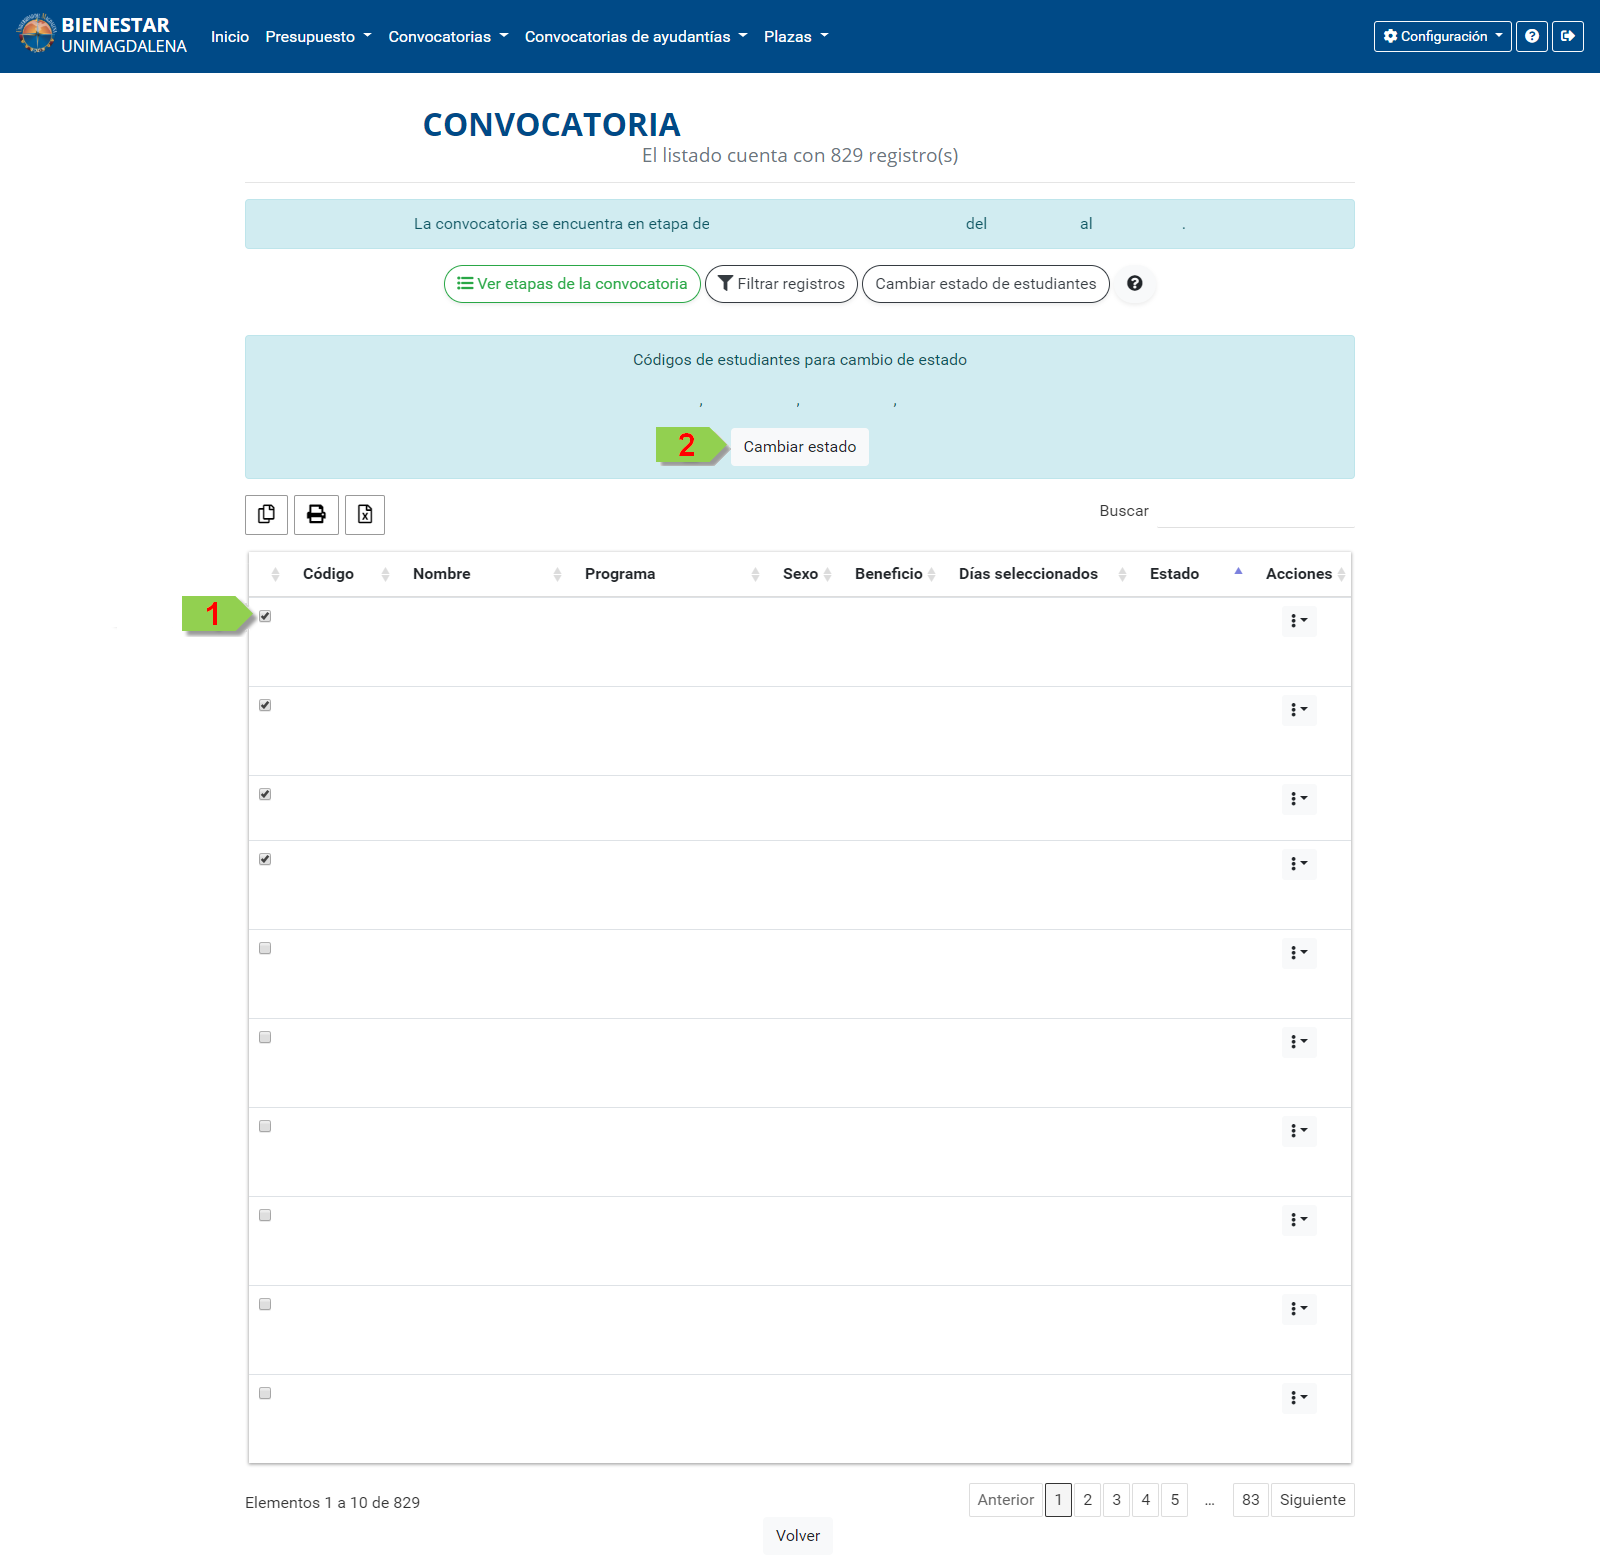 BIENESTAR
UNIMAGDALENA
Inicio Presupuesto Convocatorias Convocatorias de ayudantías Plazas Configuración
CONVOCATORIA
El listado cuenta con 829 registro(s)
La convocatoria se encuentra en etapa de del al .
Ver etapas de la convocatoria Filtrar registros Cambiar estado de estudiantes
Códigos de estudiantes para cambio de estado
, , ,
2 Cambiar estado
Buscar
Código Nombre Programa Sexo Beneficio Días seleccionados Estado Acciones
1
Elementos 1 a 10 de 829
Anterior 1 2 3 4 5 … 83 Siguiente
Volver